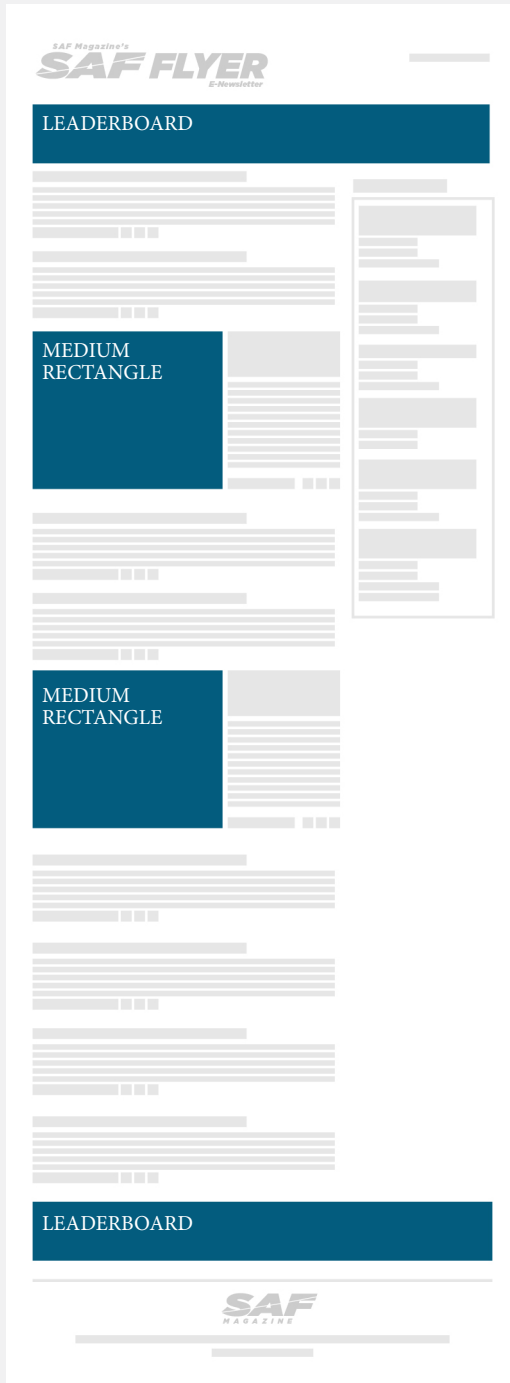 SAF Magazine's
SAF FLYER
E-Newsletter
LEADERBOARD
MEDIUM
RECTANGLE
MEDIUM
RECTANGLE
LEADERBOARD
SAF
MAGAZINE